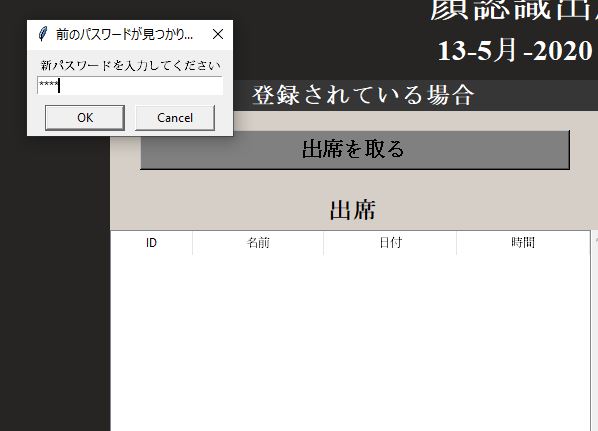 顔認識出
前のパスワードが見つかり...
13-5月-2020
新パスワードを入力してください
****
登録されている場合
OK
Cancel
出席を取る
出席
ID 名前 日付 時間